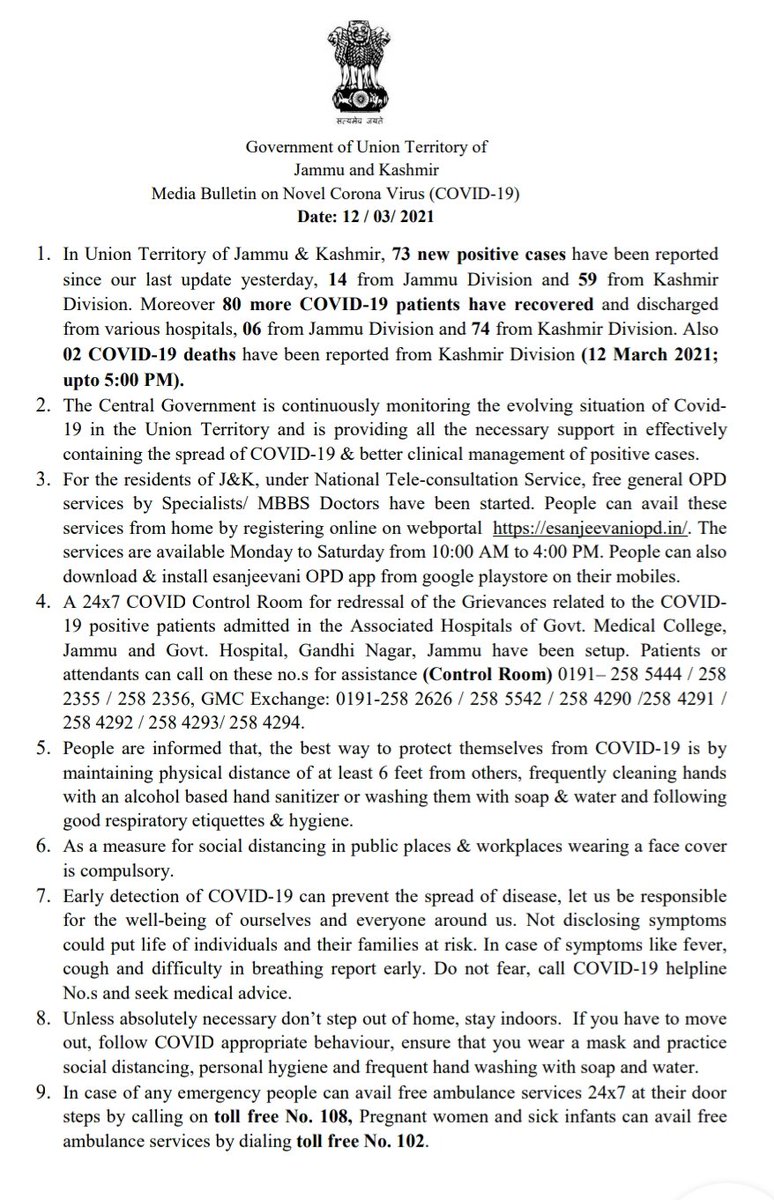 सत्यमेव जयते
Government of Union Territory of
Jammu and Kashmir
Media Bulletin on Novel Corona Virus (COVID-19)
Date: 12 / 03/ 2021
1. In Union Territory of Jammu & Kashmir, 73 new positive cases have been reported
since our last update yesterday, 14 from Jammu Division and 59 from Kashmir
Division. Moreover 80 more COVID-19 patients have recovered and discharged
from various hospitals, 06 from Jammu Division and 74 from Kashmir Division. Also
02 COVID-19 deaths have been reported from Kashmir Division (12 March 2021;
upto 5:00 PM).
2. The Central Government is continuously monitoring the evolving situation of Covid-
19 in the Union Territory and is providing all the necessary support in effectively
containing the spread of COVID-19 & better clinical management of positive cases.
3. For the residents of J&K, under National Tele-consultation Service, free general OPD
services by Specialists/ MBBS Doctors have been started. People can avail these
services from home by registering online on webportal https://esanjeevaniopd.in/. The
services are available Monday to Saturday from 10:00 AM to 4:00 PM. People can also
download & install esanjeevani OPD app from google playstore on their mobiles.
4. A 24x7 COVID Control Room for redressal of the Grievances related to the COVID-
19 positive patients admitted in the Associated Hospitals of Govt. Medical College,
Jammu and Govt. Hospital, Gandhi Nagar, Jammu have been setup. Patients or
attendants can call on these no.s for assistance (Control Room) 0191– 258 5444 / 258
2355 / 258 2356, GMC Exchange: 0191-258 2626 / 258 5542 / 258 4290 /258 4291 /
258 4292 / 258 4293/ 258 4294.
5. People are informed that, the best way to protect themselves from COVID-19 is by
maintaining physical distance of at least 6 feet from others, frequently cleaning hands
with an alcohol based hand sanitizer or washing them with soap & water and following
good respiratory etiquettes & hygiene.
6. As a measure for social distancing in public places & workplaces wearing a face cover
is compulsory.
7. Early detection of COVID-19 can prevent the spread of disease, let us be responsible
for the well-being of ourselves and everyone around us. Not disclosing symptoms
could put life of individuals and their families at risk. In case of symptoms like fever,
cough and difficulty in breathing report early. Do not fear, call COVID-19 helpline
No.s and seek medical advice.
8. Unless absolutely necessary don’t step out of home, stay indoors. If you have to move
out, follow COVID appropriate behaviour, ensure that you wear a mask and practice
social distancing, personal hygiene and frequent hand washing with soap and water.
9. In case of any emergency people can avail free ambulance services 24x7 at their door
steps by calling on toll free No. 108, Pregnant women and sick infants can avail free
ambulance services by dialing toll free No. 102.